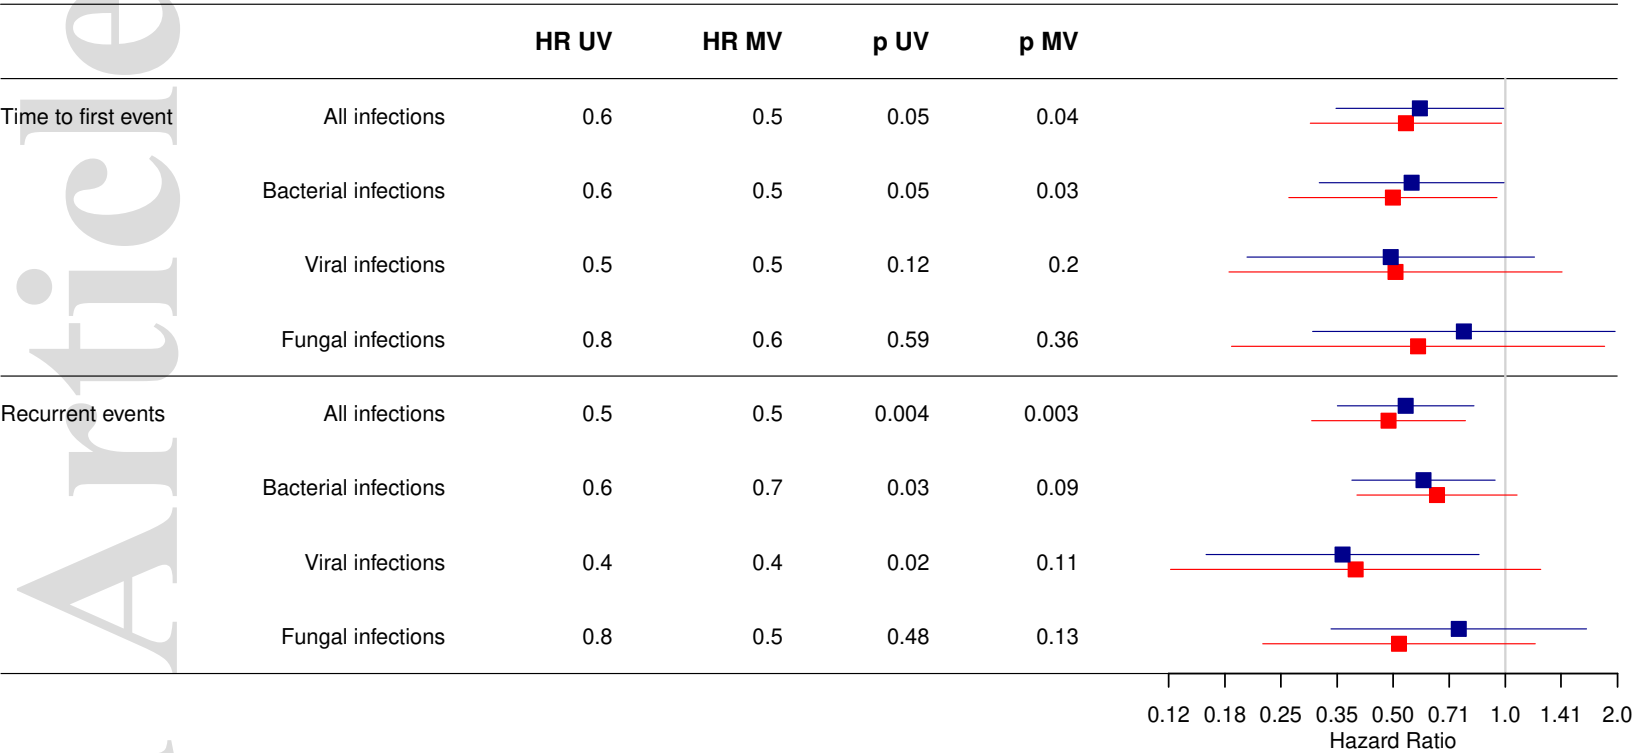 HR UV HR MV p UV p MV
Time to first event All infections 0.6 0.5 0.05 0.04
Bacterial infections 0.6 0.5 0.05 0.03
Viral infections 0.5 0.5 0.12 0.2
Fungal infections 0.8 0.6 0.59 0.36
Recurrent events All infections 0.5 0.5 0.004 0.003
Bacterial infections 0.6 0.7 0.03 0.09
Viral infections 0.4 0.4 0.02 0.11
Fungal infections 0.8 0.5 0.48 0.13
0.12 0.18 0.25 0.35 0.50 0.71 1.0 1.41 2.0
Hazard Ratio
Article